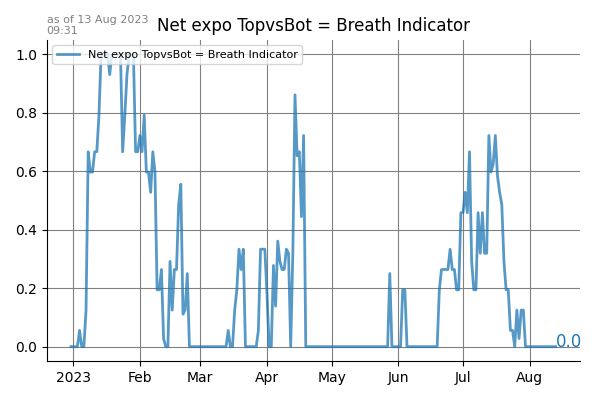 as of 13 Aug 2023
09:31
Net expo TopvsBot = Breath Indicator
Net expo TopvsBot = Breath Indicator
1.0
0.8
0.6
0.4
0.2
0.0
0.0
2023 Feb Mar Apr May Jun Jul Aug